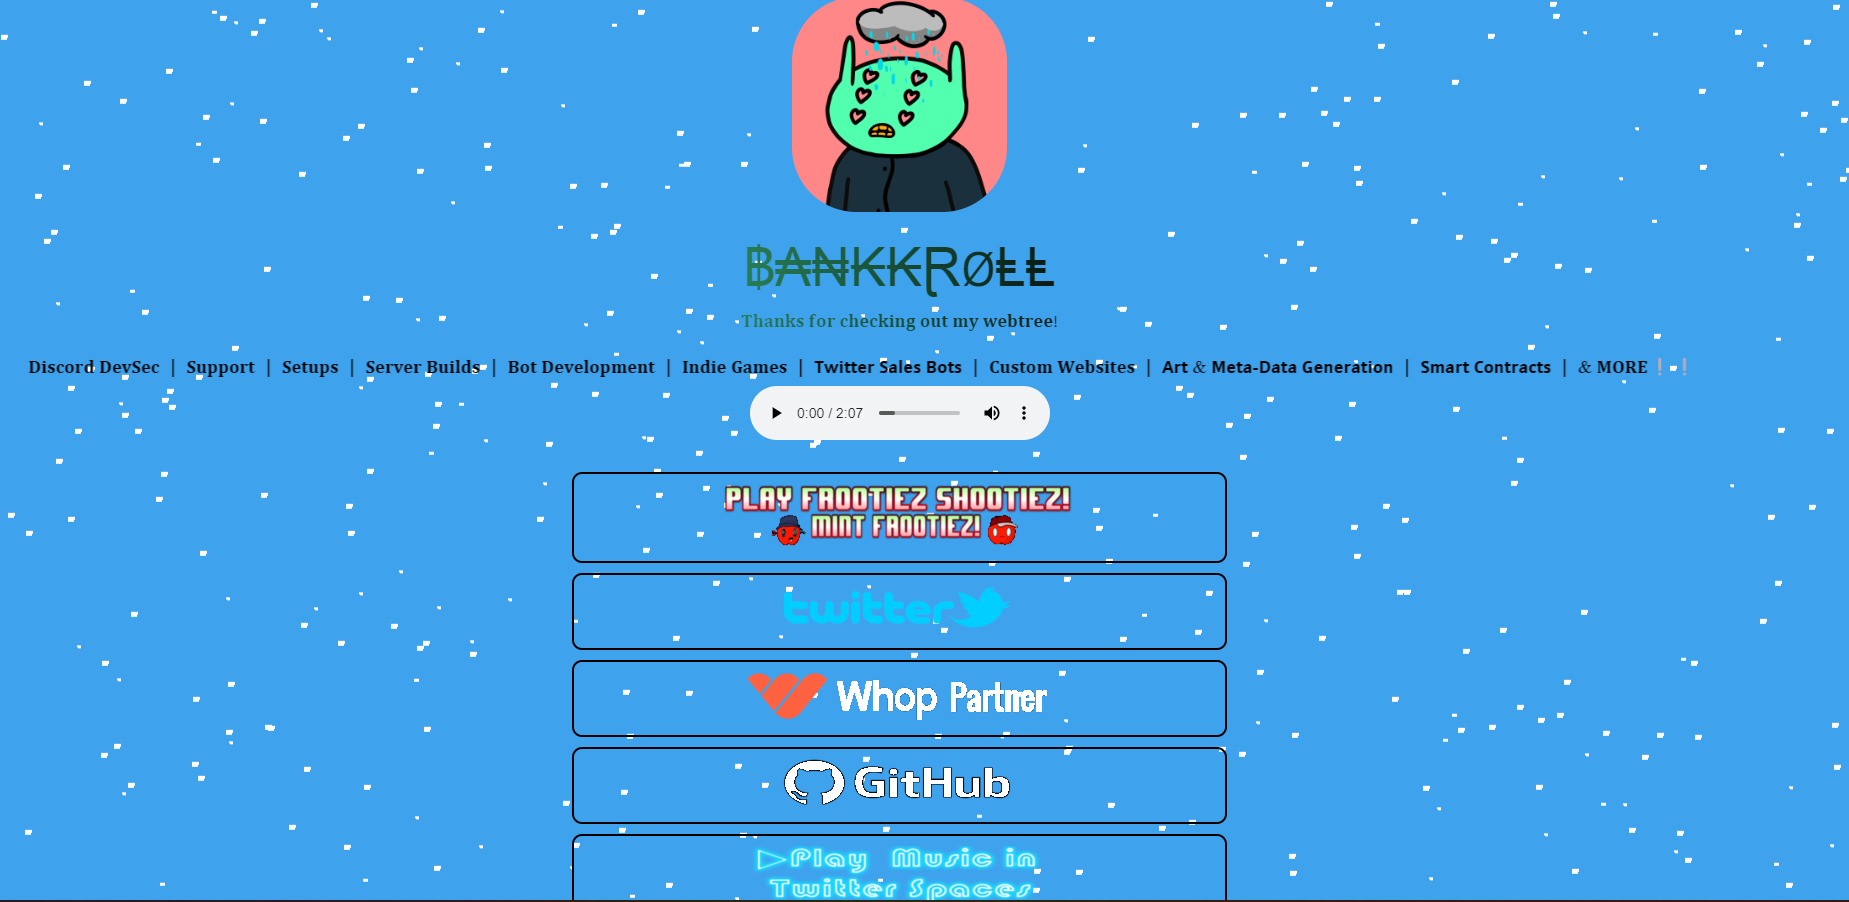 ฿₳₦₭₭ⱤØⱠⱠ
Thanks for checking out my webtree!
Discord DevSec | Support | Setups | Server Builds | Bot Development | Indie Games | Twitter Sales Bots | Custom Websites | Art & Meta-Data Generation | Smart Contracts | & MORE❕❕
0:00 / 2:07
PLAY FROOTIEZ SHOOTIEZ!
MINT FROOTIEZ!
twitter
Whop Partner
GitHub
▷Play Music in
Twitter Spaces